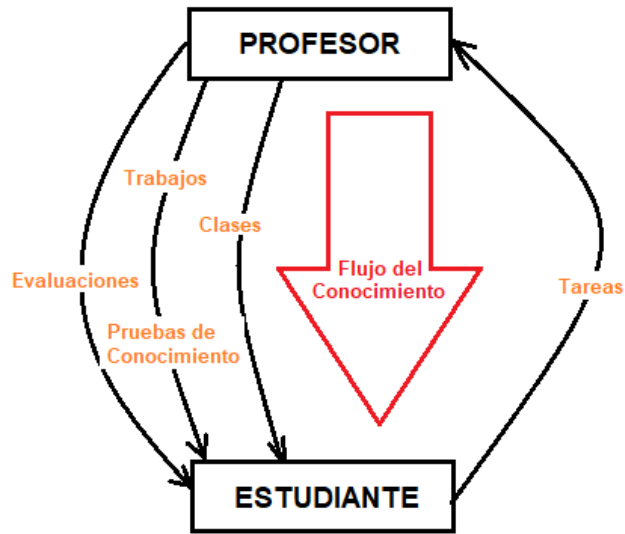 PROFESOR
Trabajos
Clases
Evaluaciones
Flujo del
Conocimiento
Tareas
Pruebas de
Conocimiento
ESTUDIANTE